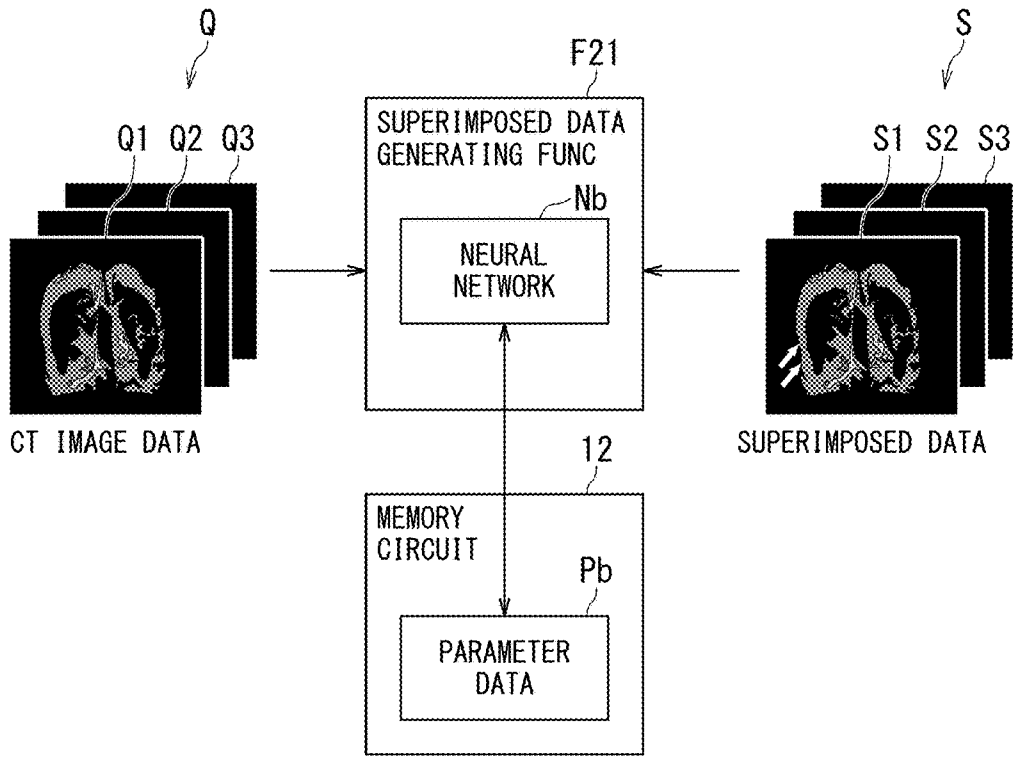 Q
S
F21
Q1
Q2
Q3
SUPERIMPOSED DATA
GENERATING FUNC
S1
S2
S3
Nb
NEURAL
NETWORK
CT IMAGE DATA
SUPERIMPOSED DATA
12
MEMORY
CIRCUIT
Pb
PARAMETER
DATA